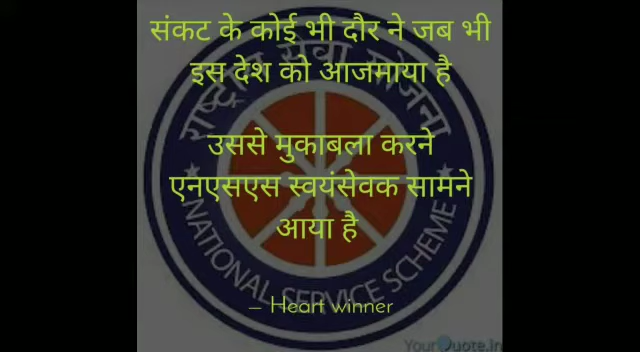 संकट के कोई भी दौर ने जब भी
इस देश को आजमाया है
राष्ट्रीय सेवा योजना
उससे मुकाबला करने
एनएसएस स्वयंसेवक सामने
आया है
NATIONAL SERVICE SCHEME
– Heart winner
YourQuote.in